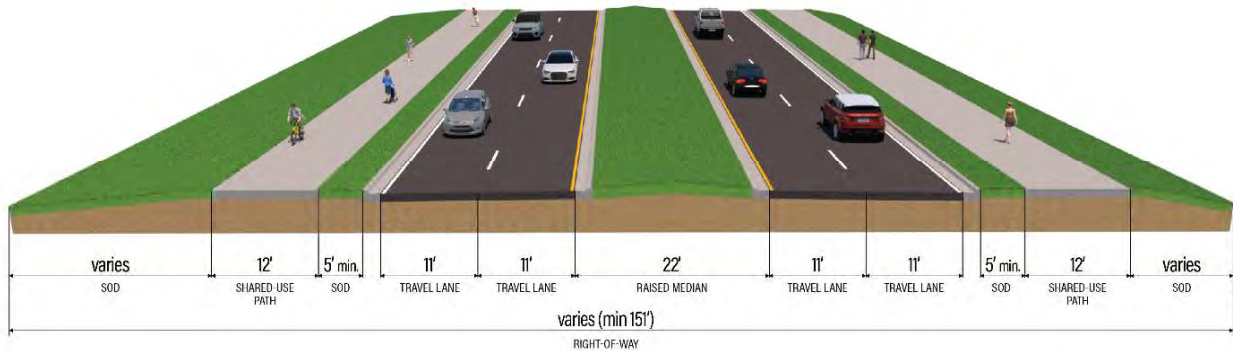 varies
SOD
12'
SHARED-USE
PATH
5' min.
SOD
11'
TRAVEL LANE
11'
TRAVEL LANE
22'
RAISED MEDIAN
11'
TRAVEL LANE
11'
TRAVEL LANE
5' min.
SOD
12'
SHARED-USE
PATH
varies
SOD
varies (min 151')
RIGHT-OF-WAY